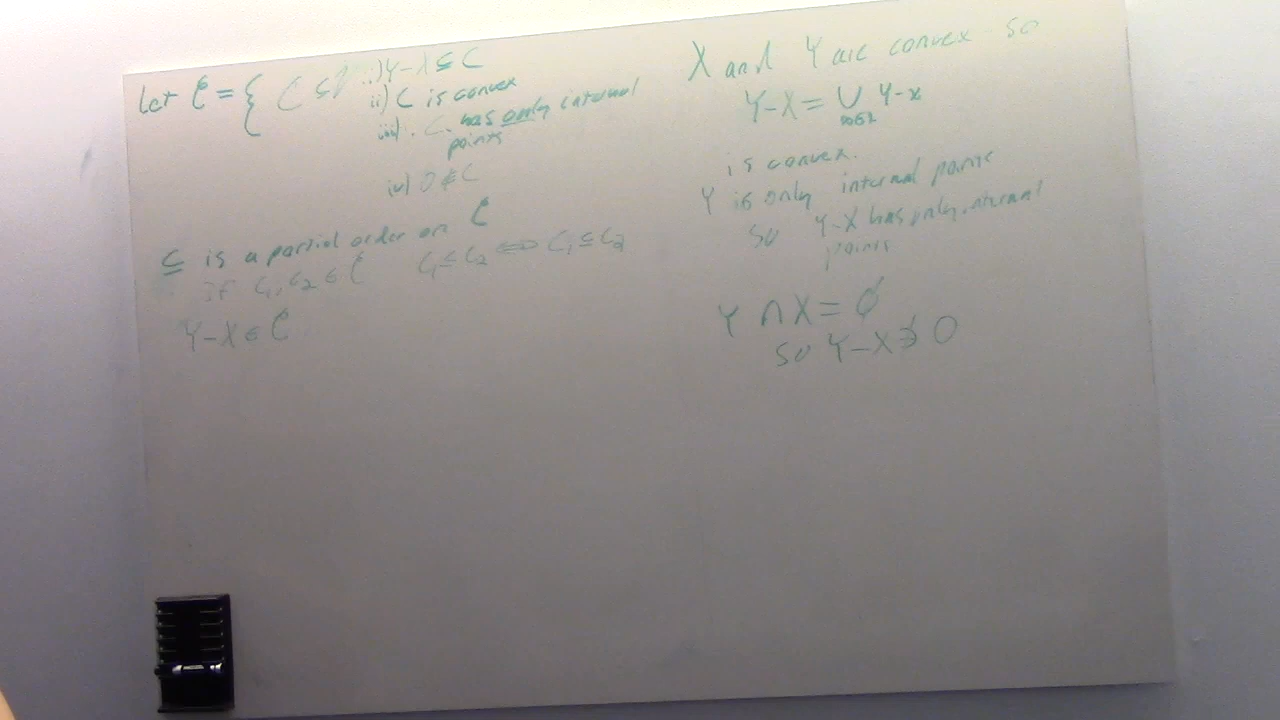 Let C = { C ⊆ V : i) Y-X ⊆ C
ii) C is convex
iii) C has only internal
points
iv) 0 ∉ C
⊆ is a partial order on C
If C₁, C₂ ∈ C C₁ ≤ C₂ ⟺ C₁ ⊆ C₂
Y-X ∈ C
X and Y are convex so
Y-X = ∪ Y-x
x∈X
is convex.
Y is only internal points
so Y-X has only internal
points
Y ∩ X = ∅
so Y-X ∌ 0